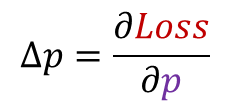 Δp = ∂Loss / ∂p